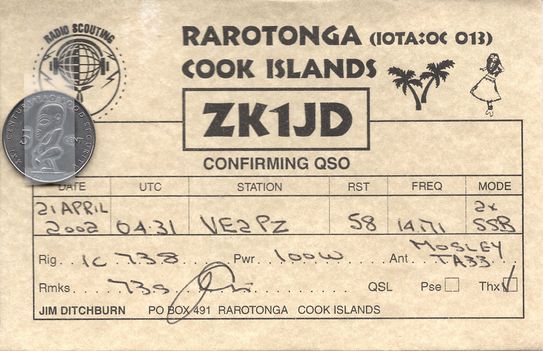 RADIO SCOUTING
RAROTONGA (IOTA:OC 013)
COOK ISLANDS
ZK1JD
CONFIRMING QSO
DATE UTC STATION RST FREQ MODE
21 APRIL 2002 04.31 VE2PZ 58 14.171 2x SSB
Rig. IC 738 Pwr. 100W Ant. MOSLEY TA33
Rmks. 73s QSL Pse Thx
JIM DITCHBURN PO BOX 491 RAROTONGA COOK ISLANDS